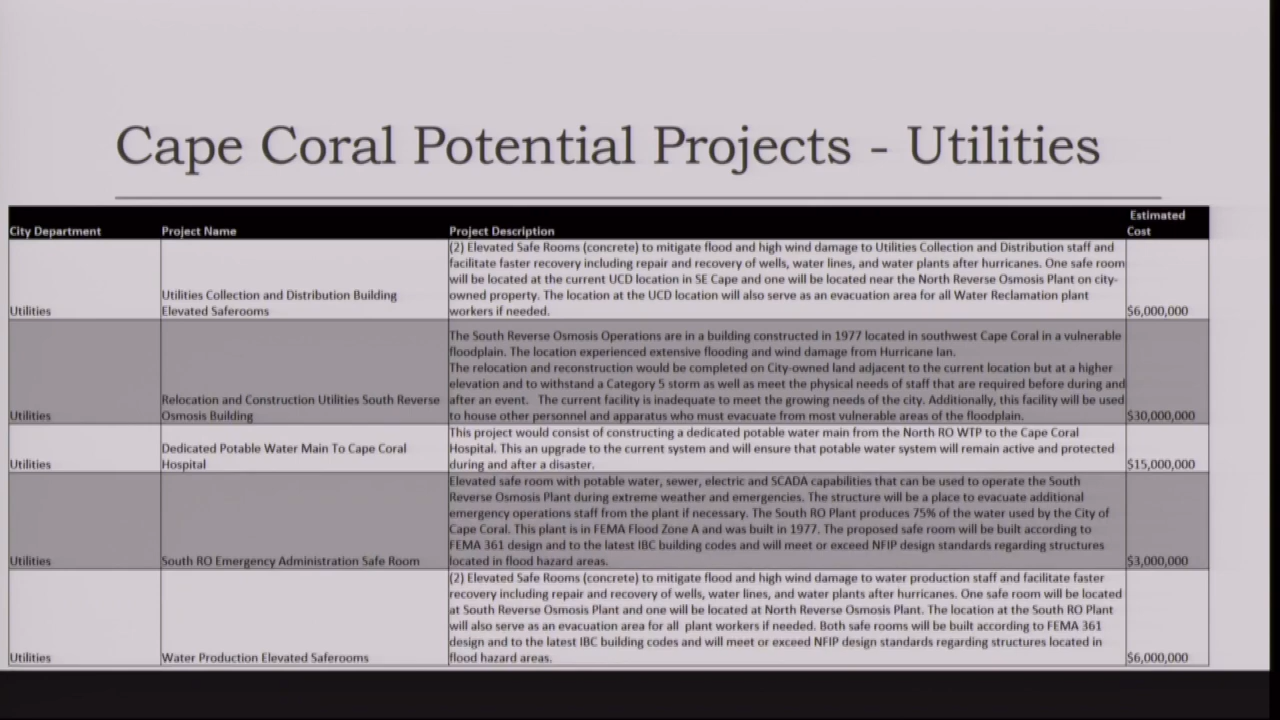 Cape Coral Potential Projects - Utilities
City Department
Project Name
Project Description
Estimated
Cost
Utilities
Utilities Collection and Distribution Building
Elevated Saferooms
(2) Elevated Safe Rooms (concrete) to mitigate flood and high wind damage to Utilities Collection and Distribution staff and
facilitate faster recovery including repair and recovery of wells, water lines, and water plants after hurricanes. One safe room
will be located at the current UCD location in SE Cape and one will be located near the North Reverse Osmosis Plant on city-
owned property. The location at the UCD location will also serve as an evacuation area for all Water Reclamation plant
workers if needed.
$6,000,000
Utilities
Relocation and Construction Utilities South Reverse
Osmosis Building
The South Reverse Osmosis Operations are in a building constructed in 1977 located in southwest Cape Coral in a vulnerable
floodplain. The location experienced extensive flooding and wind damage from Hurricane Ian.
The relocation and reconstruction would be completed on City-owned land adjacent to the current location but at a higher
elevation and to withstand a Category 5 storm as well as meet the physical needs of staff that are required before during and
after an event. The current facility is inadequate to meet the growing needs of the city. Additionally, this facility will be used
to house other personnel and apparatus who must evacuate from most vulnerable areas of the floodplain.
$30,000,000
Utilities
Dedicated Potable Water Main To Cape Coral
Hospital
This project would consist of constructing a dedicated potable water main from the North RO WTP to the Cape Coral
Hospital. This an upgrade to the current system and will ensure that potable water system will remain active and protected
during and after a disaster.
$15,000,000
Utilities
South RO Emergency Administration Safe Room
Elevated safe room with potable water, sewer, electric and SCADA capabilities that can be used to operate the South
Reverse Osmosis Plant during extreme weather and emergencies. The structure will be a place to evacuate additional
emergency operations staff from the plant if necessary. The South RO Plant produces 75% of the water used by the City of
Cape Coral. This plant is in FEMA Flood Zone A and was built in 1977. The proposed safe room will be built according to
FEMA 361 design and to the latest IBC building codes and will meet or exceed NFIP design standards regarding structures
located in flood hazard areas.
$3,000,000
Utilities
Water Production Elevated Saferooms
(2) Elevated Safe Rooms (concrete) to mitigate flood and high wind damage to water production staff and facilitate faster
recovery including repair and recovery of wells, water lines, and water plants after hurricanes. One safe room will be located
at South Reverse Osmosis Plant and one will be located at North Reverse Osmosis Plant. The location at the South RO Plant
will also serve as an evacuation area for all plant workers if needed. Both safe rooms will be built according to FEMA 361
design and to the latest IBC building codes and will meet or exceed NFIP design standards regarding structures located in
flood hazard areas.
$6,000,000